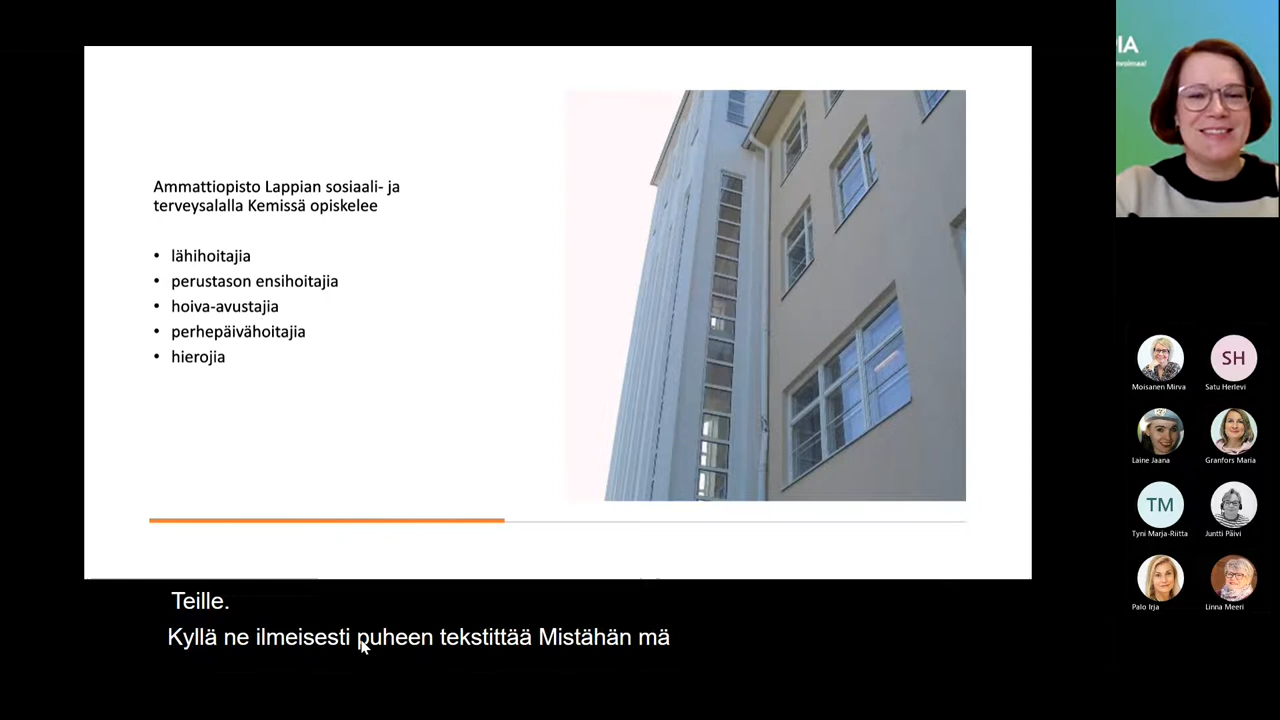 Ammattiopisto Lappian sosiaali- ja
terveysalalla Kemissä opiskelee
• lähihoitajia
• perustason ensihoitajia
• hoiva-avustajia
• perhepäivähoitajia
• hierojia
Teille.
Kyllä ne ilmeisesti puheen tekstittää Mistähän mä
IA
nvoimaa!
Moisanen Mirva
SH
Satu Herlevi
Laine Jaana
Granfors Maria
TM
Tyni Marja-Riitta
Juntti Päivi
Palo Irja
Linna Meeri